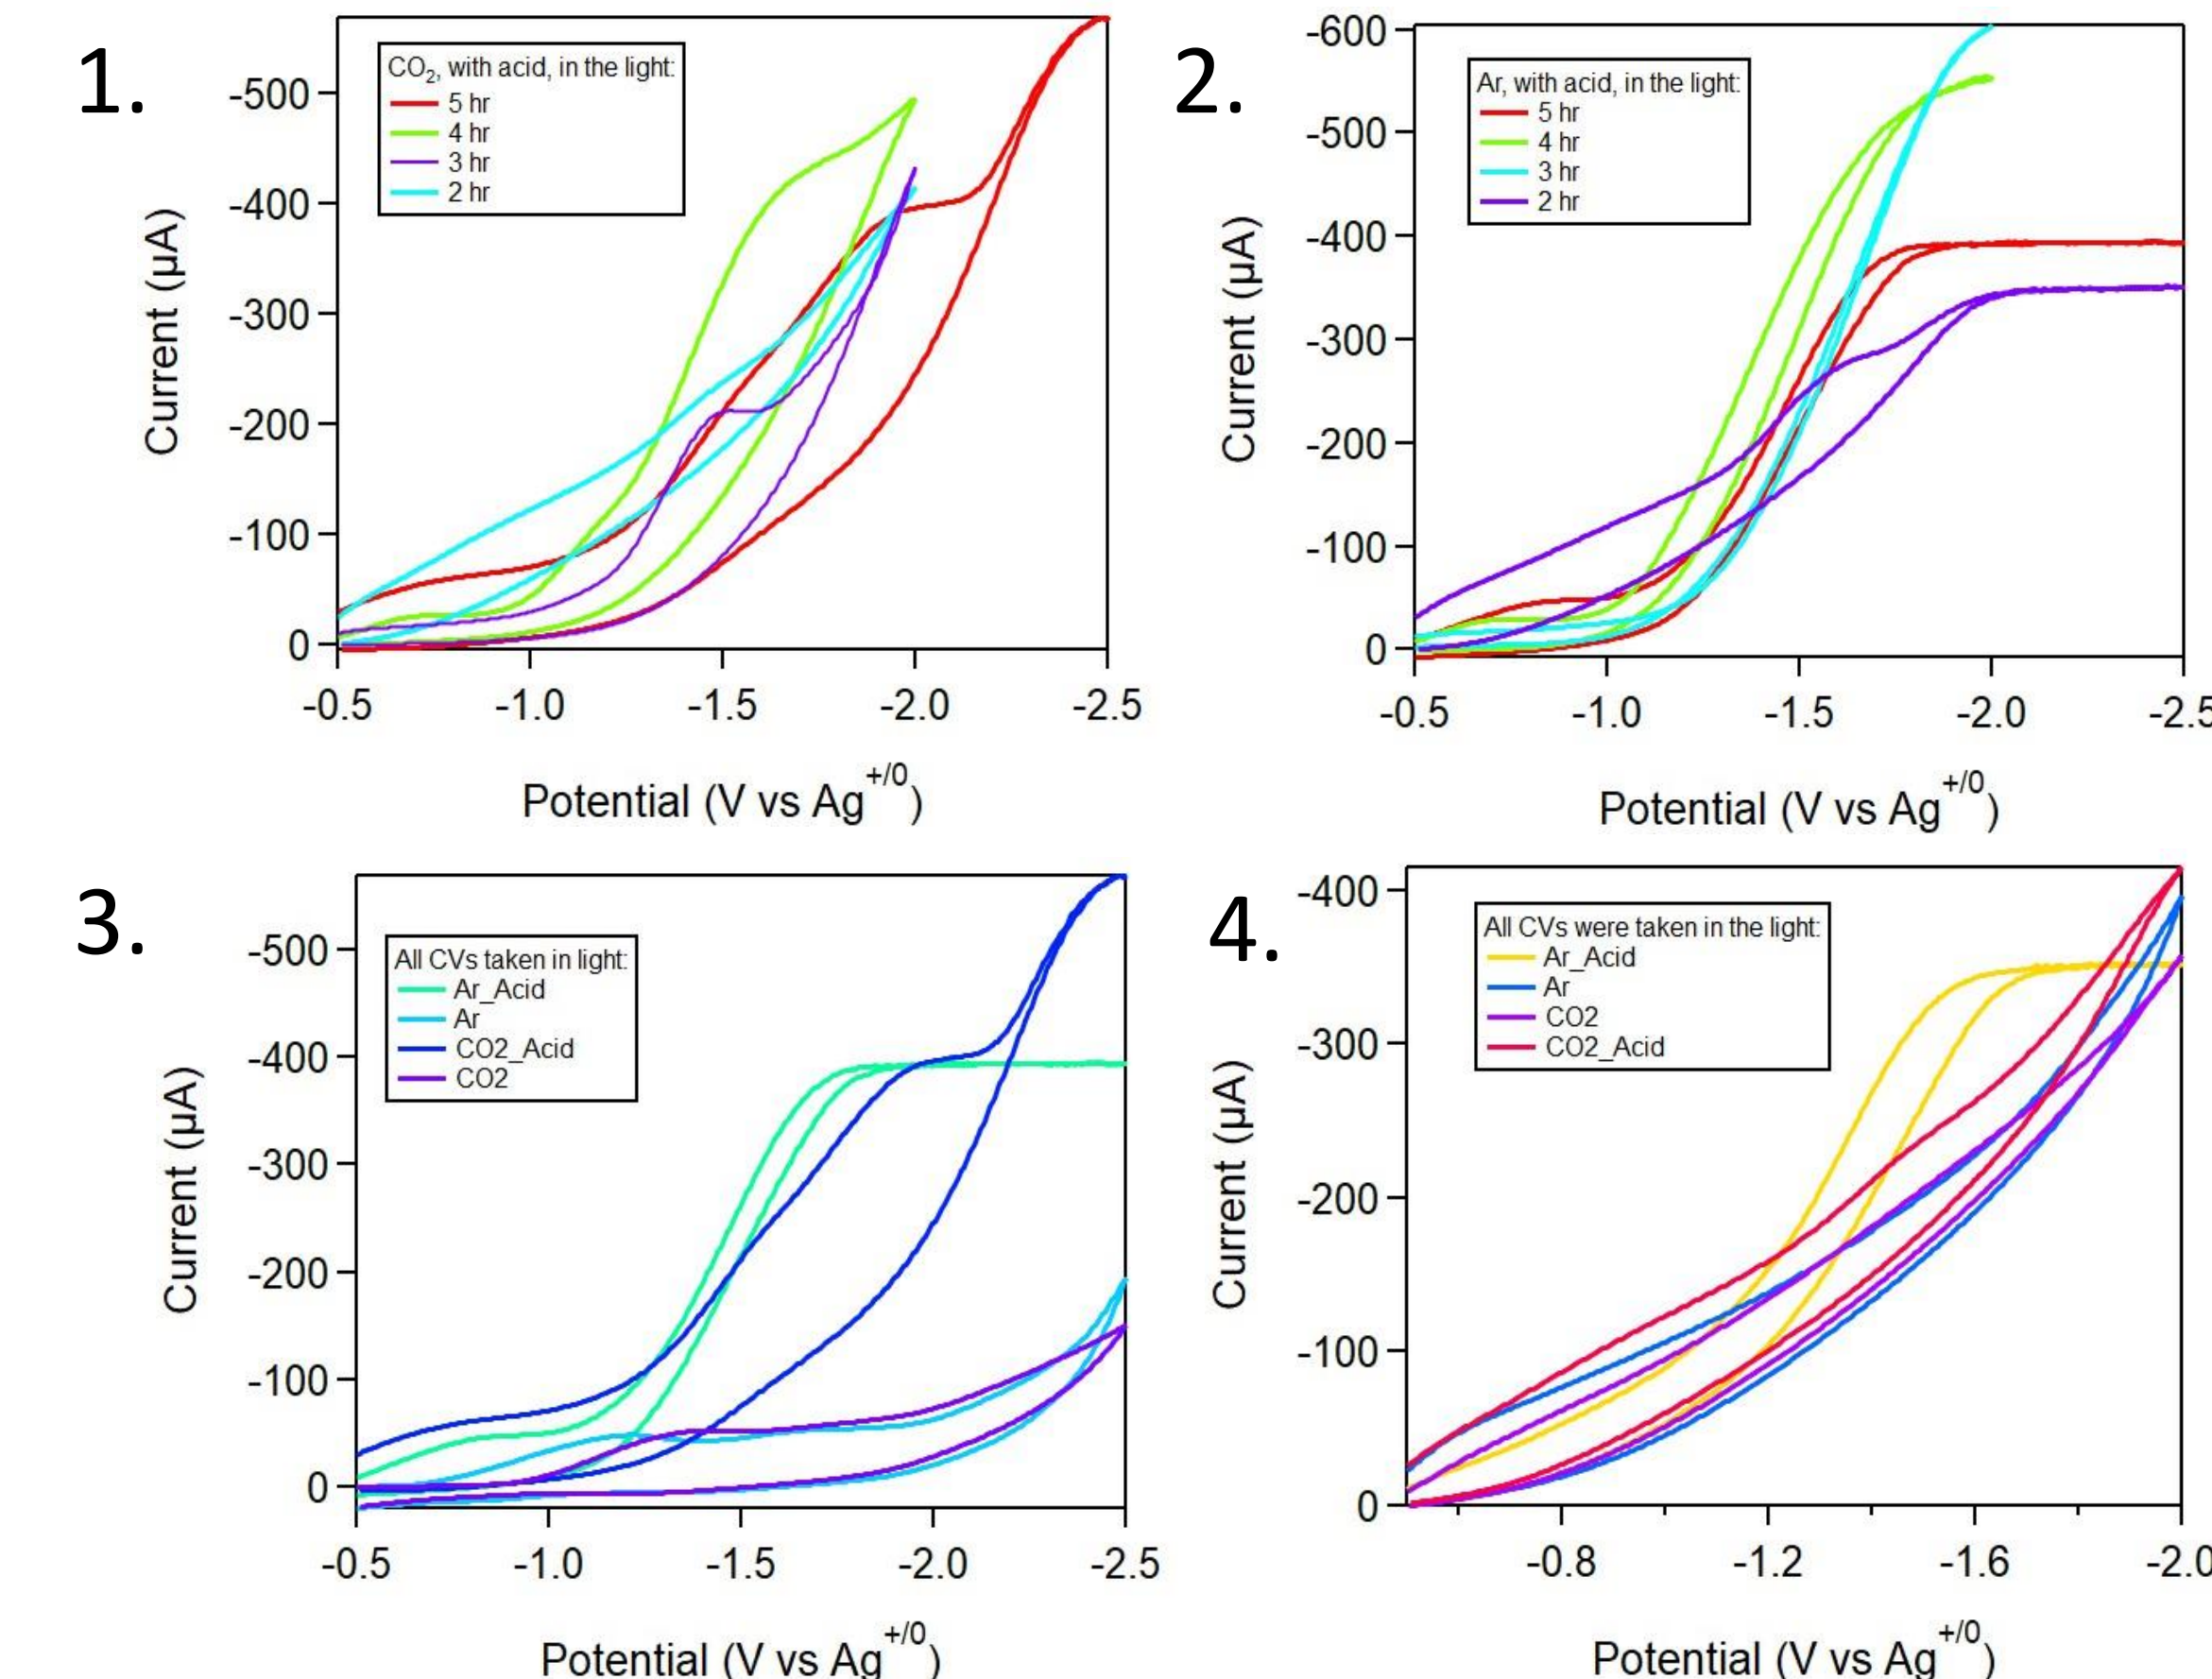 1.
CO2, with acid, in the light:
5 hr
4 hr
3 hr
2 hr
Current (µA)
-500
-400
-300
-200
-100
0
-0.5 -1.0 -1.5 -2.0 -2.5
Potential (V vs Ag+/0)
2.
Ar, with acid, in the light:
5 hr
4 hr
3 hr
2 hr
Current (µA)
-600
-500
-400
-300
-200
-100
0
-0.5 -1.0 -1.5 -2.0 -2.5
Potential (V vs Ag+/0)
3.
All CVs taken in light:
Ar_Acid
Ar
CO2_Acid
CO2
Current (µA)
-500
-400
-300
-200
-100
0
-0.5 -1.0 -1.5 -2.0 -2.5
Potential (V vs Ag+/0)
4.
All CVs were taken in the light:
Ar_Acid
Ar
CO2
CO2_Acid
Current (µA)
-400
-300
-200
-100
0
-0.8 -1.2 -1.6 -2.0
Potential (V vs Ag+/0)